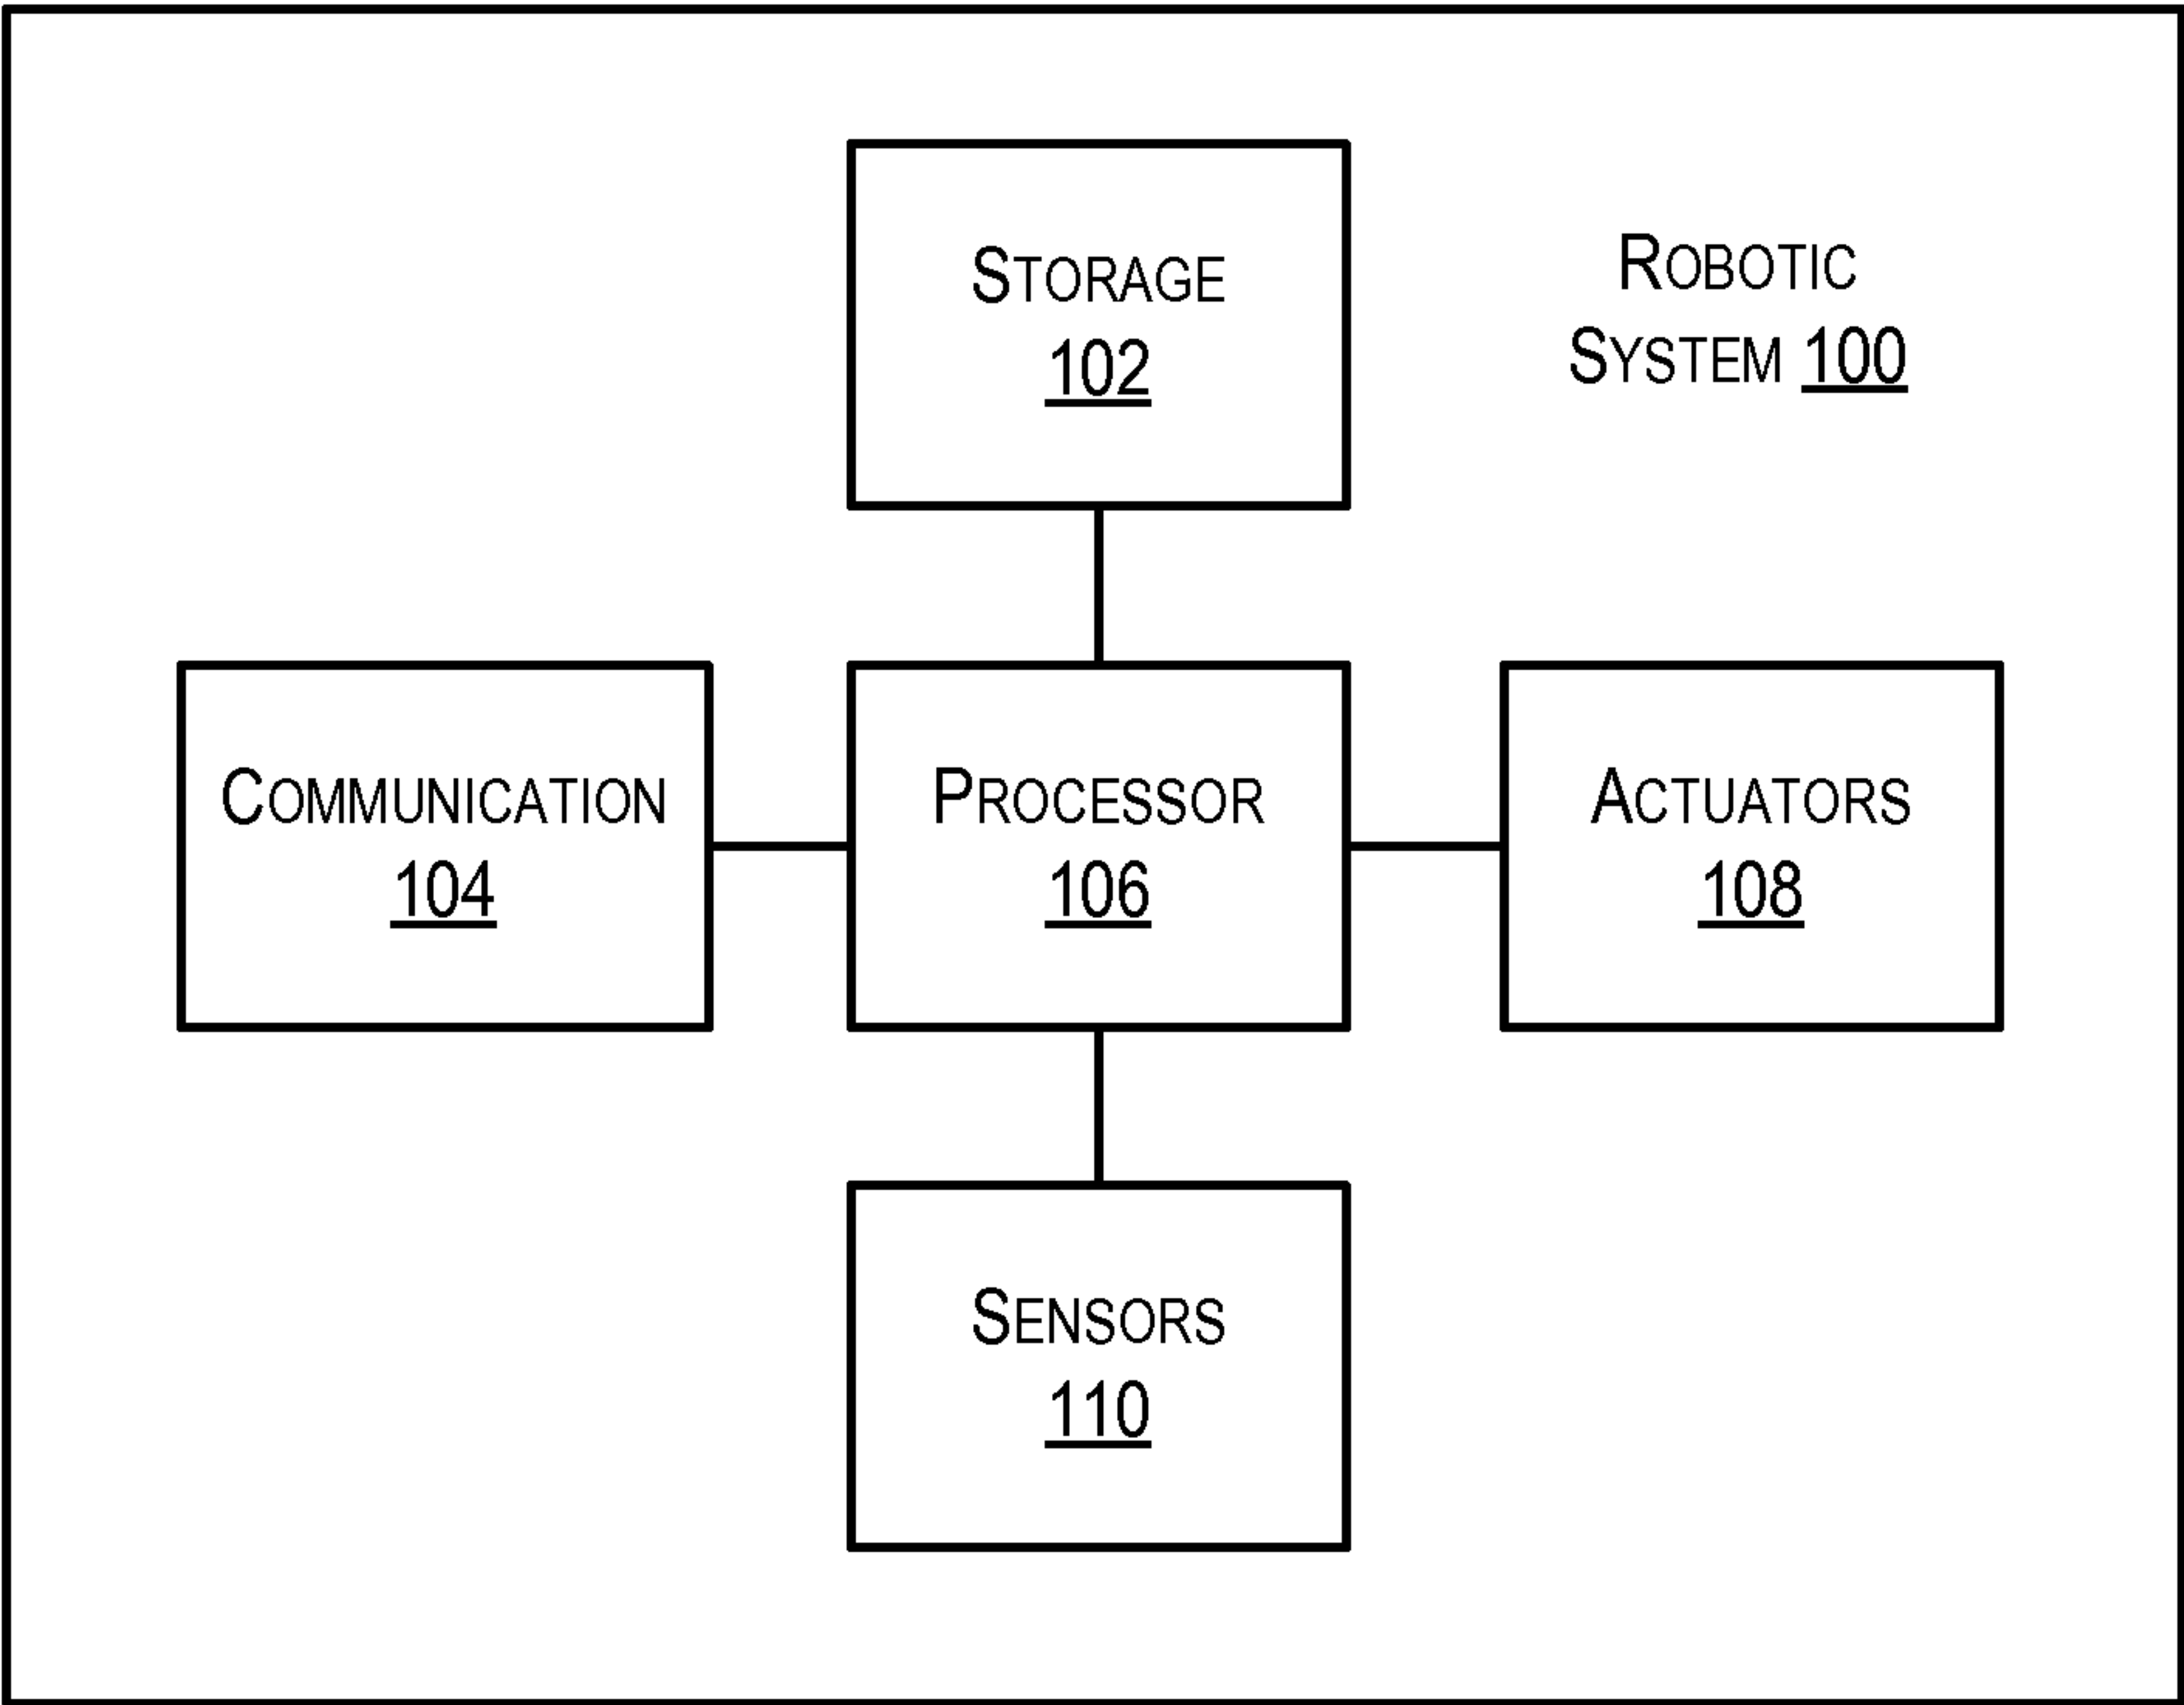 STORAGE
102
ROBOTIC
SYSTEM 100
COMMUNICATION
104
PROCESSOR
106
ACTUATORS
108
SENSORS
110